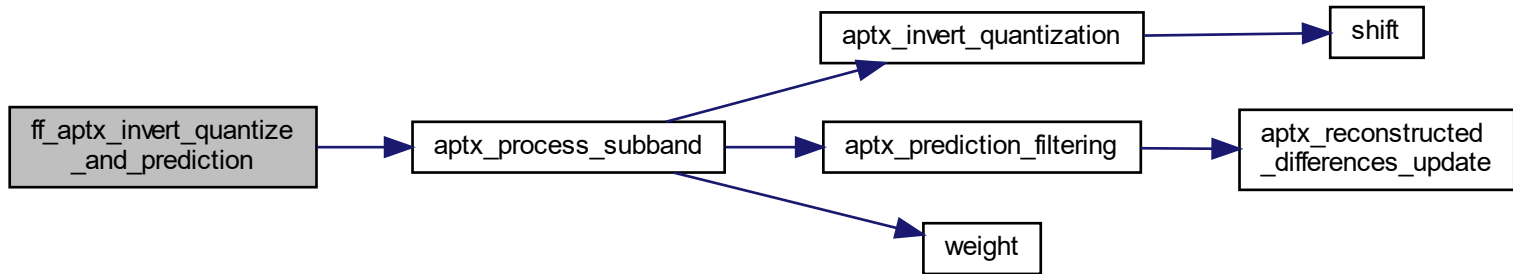 ff_aptx_invert_quantize
_and_prediction
aptx_process_subband
aptx_invert_quantization
shift
aptx_prediction_filtering
aptx_reconstructed
_differences_update
weight